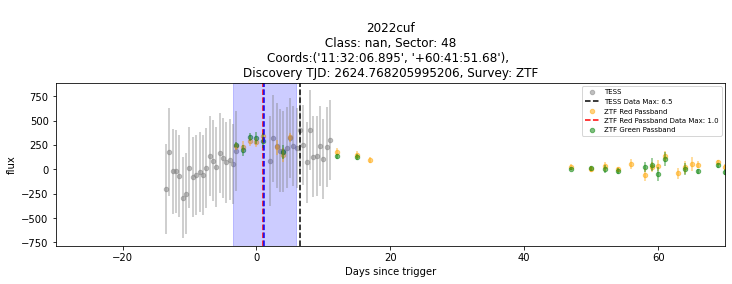 2022cuf
Class: nan, Sector: 48
Coords:('11:32:06.895', '+60:41:51.68'),
Discovery TJD: 2624.768205995206, Survey: ZTF
TESS
TESS Data Max: 6.5
ZTF Red Passband
ZTF Red Passband Data Max: 1.0
ZTF Green Passband
750
500
250
0
−250
−500
−750
flux
−20
0
20
40
60
Days since trigger